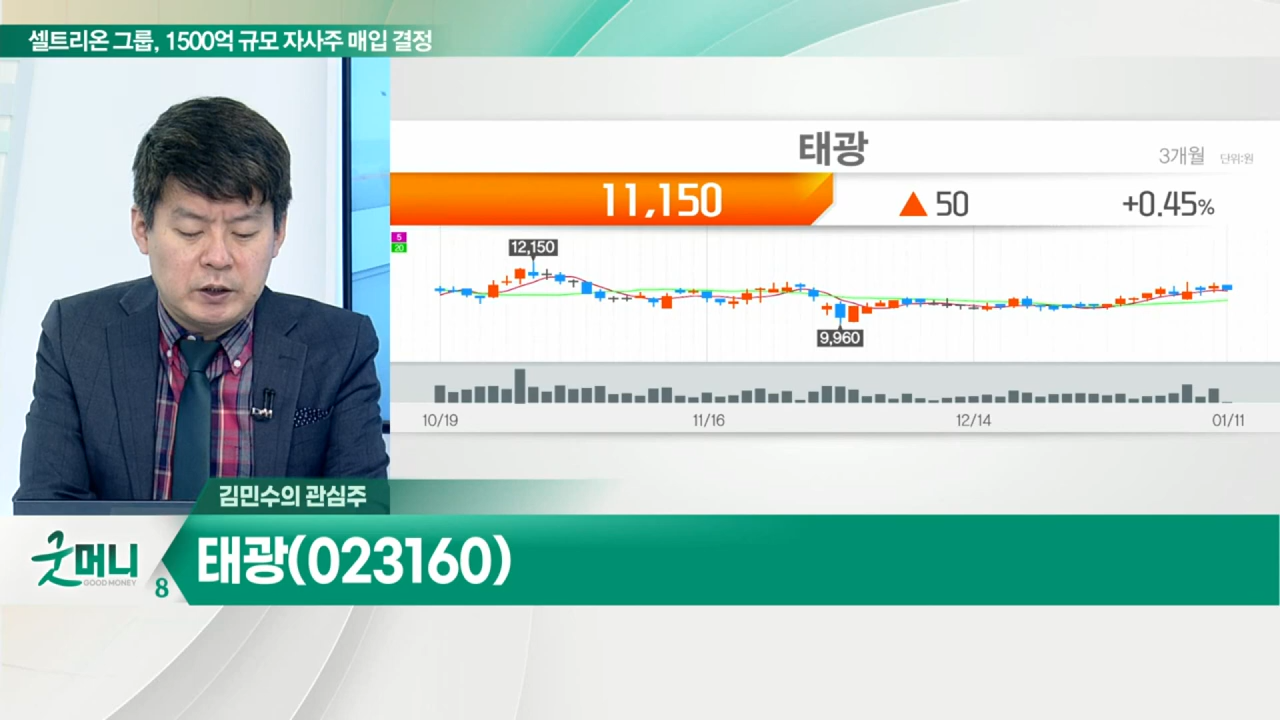 셀트리온 그룹, 1500억 규모 자사주 매입 결정
태광
3개월 단위:원
11,150 ▲ 50 +0.45%
5
20
12,150
9,960
10/19 11/16 12/14 01/11
김민수의 관심주
굿머니
GOOD MONEY
8
태광(023160)